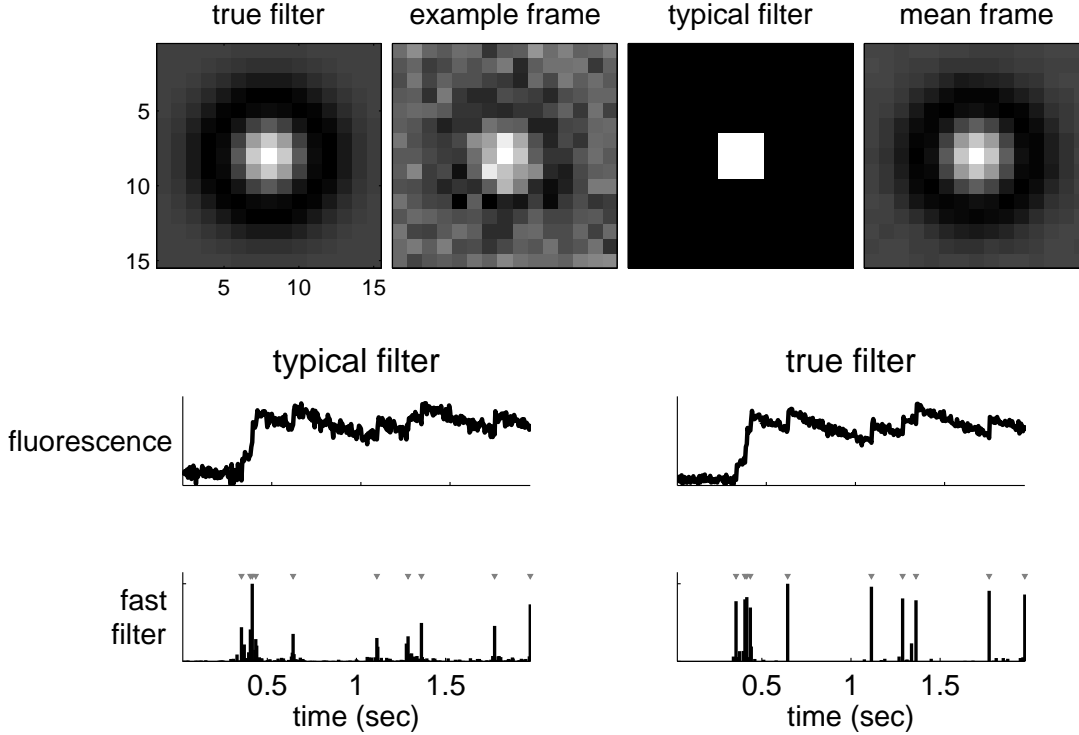 true filter
example frame
typical filter
mean frame
5
10
15
5
10
15
typical filter
true filter
fluorescence
fast
filter
0.5
1
1.5
0.5
1
1.5
time (sec)
time (sec)